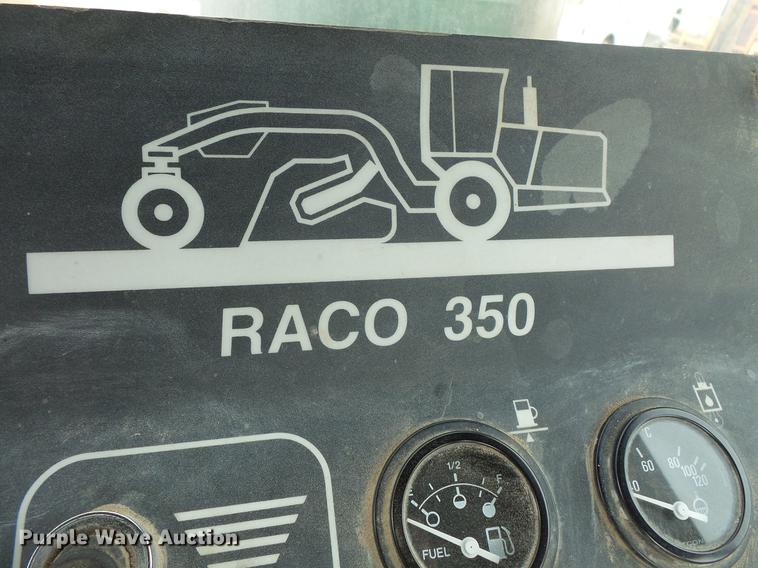 RACO 350
1/2
E F
FUEL
°C
60 80 100 120
Purple Wave Auction